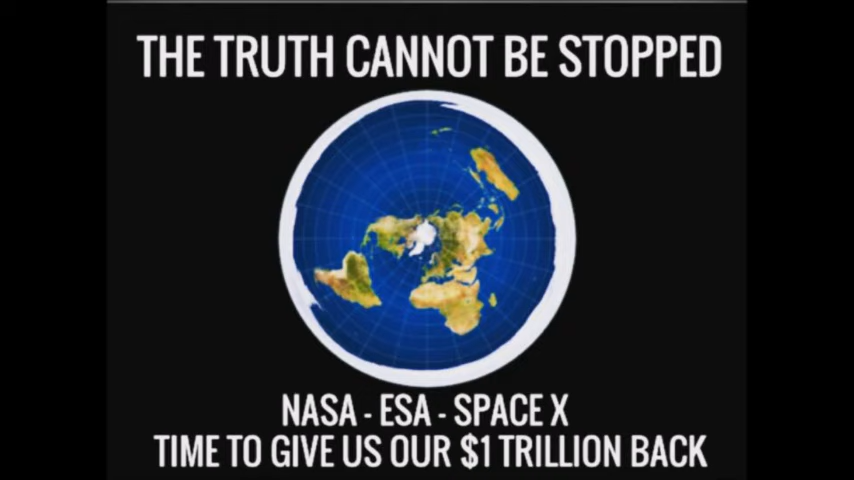 THE TRUTH CANNOT BE STOPPED
NASA - ESA - SPACE X
TIME TO GIVE US OUR $1 TRILLION BACK